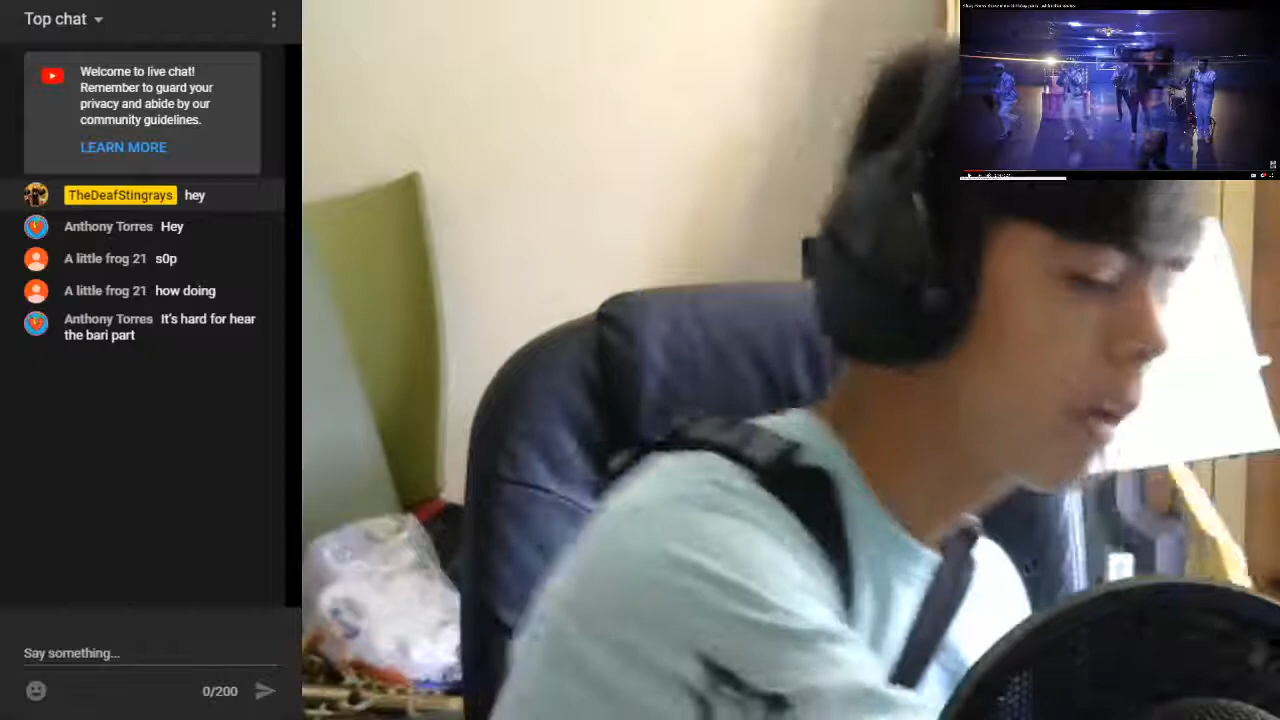 Top chat
Welcome to live chat!
Remember to guard your
privacy and abide by our
community guidelines.
LEARN MORE
TheDeafStingrays hey
Anthony Torres Hey
A little frog 21 s0p
A little frog 21 how doing
Anthony Torres It's hard for hear
the bari part
Say something...
0/200